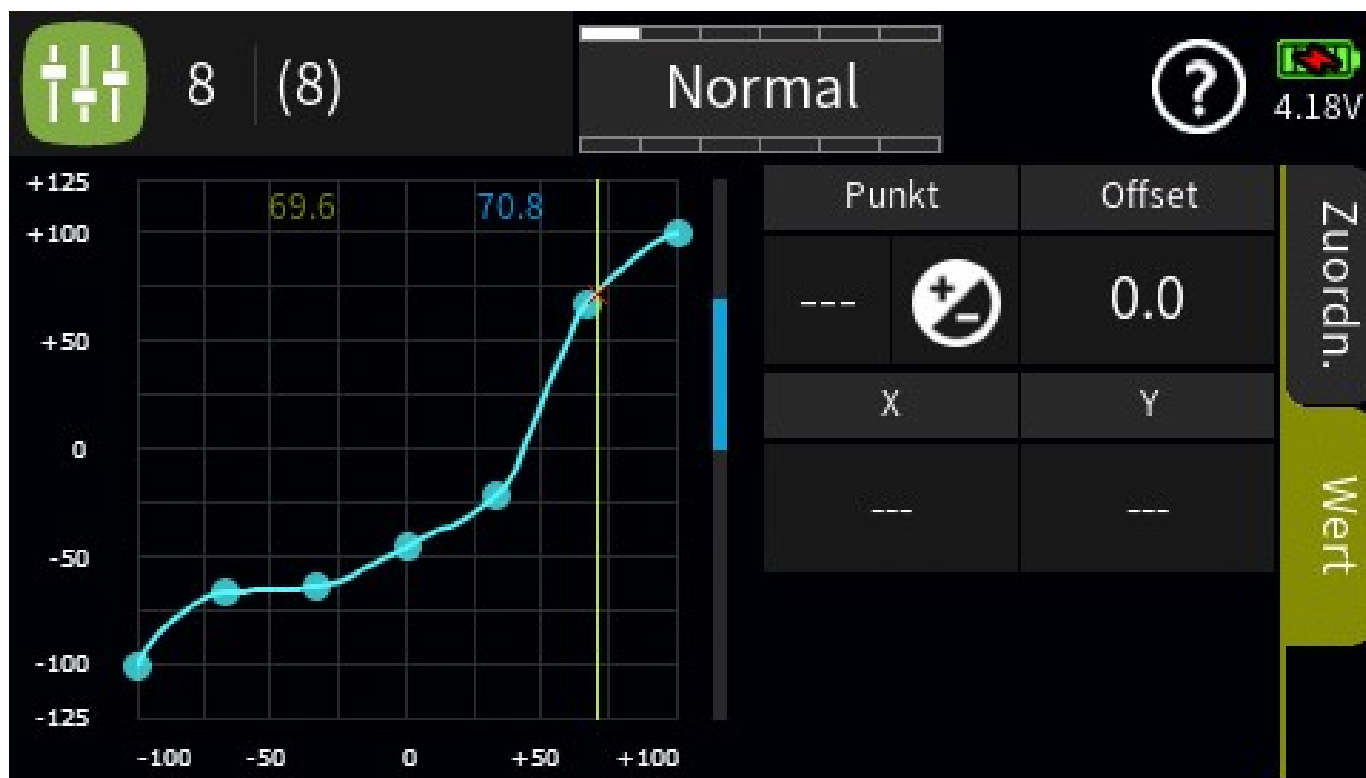 8 (8)
Normal
?
4.18V
+125
+100
+50
0
-50
-100
-125
69.6 70.8
-100 -50 0 +50 +100
Punkt Offset
--- 0.0
X Y
--- ---
Zuordn.
Wert